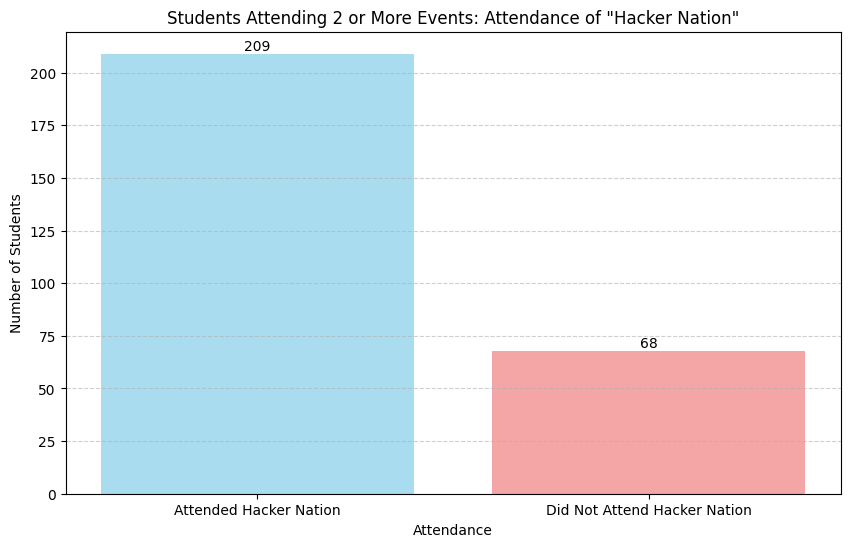 Students Attending 2 or More Events: Attendance of "Hacker Nation"
209
68
200
175
150
125
100
75
50
25
0
Number of Students
Attended Hacker Nation
Did Not Attend Hacker Nation
Attendance